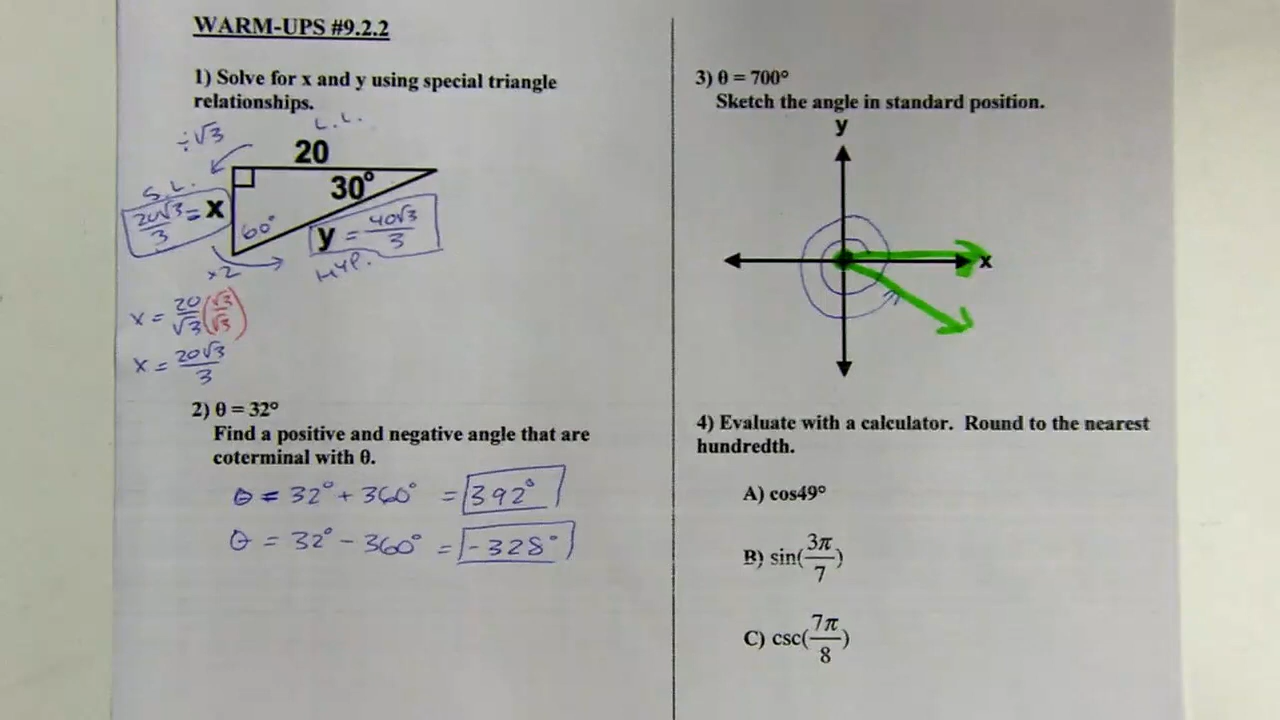 WARM-UPS #9.2.2
1) Solve for x and y using special triangle
relationships.
L.L.
÷√3
20
30°
S.L.
20√3/3 = x
60°
y = 40√3/3
×2
HYP.
x = 20/√3 (√3/√3)
x = 20√3/3
2) θ = 32°
Find a positive and negative angle that are
coterminal with θ.
θ = 32° + 360° = 392°
θ = 32° − 360° = −328°
3) θ = 700°
Sketch the angle in standard position.
y
x
4) Evaluate with a calculator. Round to the nearest
hundredth.
A) cos49°
B) sin(3π/7)
C) csc(7π/8)